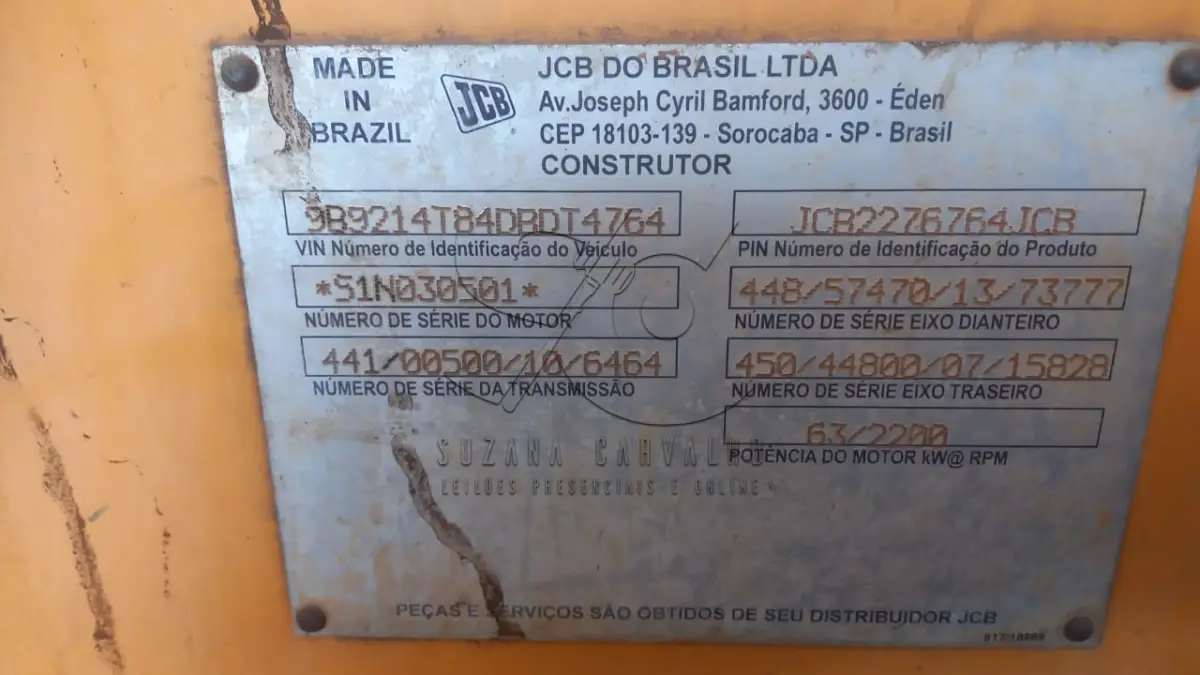 MADE
IN
BRAZIL
JCB
JCB DO BRASIL LTDA
Av.Joseph Cyril Bamford, 3600 - Éden
CEP 18103-139 - Sorocaba - SP - Brasil
CONSTRUTOR
9B9214T84DBDT4764
VIN Número de Identificação do Veiculo
JCB2276764JCB
PIN Número de Identificação do Produto
*S1N030501*
NÚMERO DE SÉRIE DO MOTOR
448/57470/13/73777
NÚMERO DE SÉRIE EIXO DIANTEIRO
441/00500/10/6464
NÚMERO DE SÉRIE DA TRANSMISSÃO
450/44800/07/15828
NÚMERO DE SÉRIE EIXO TRASEIRO
63/2200
POTÊNCIA DO MOTOR kW@ RPM
SUZANA CARVALHO
LEILÕES PRESENCIAIS E ONLINE
PEÇAS E SERVIÇOS SÃO OBTIDOS DE SEU DISTRIBUIDOR JCB